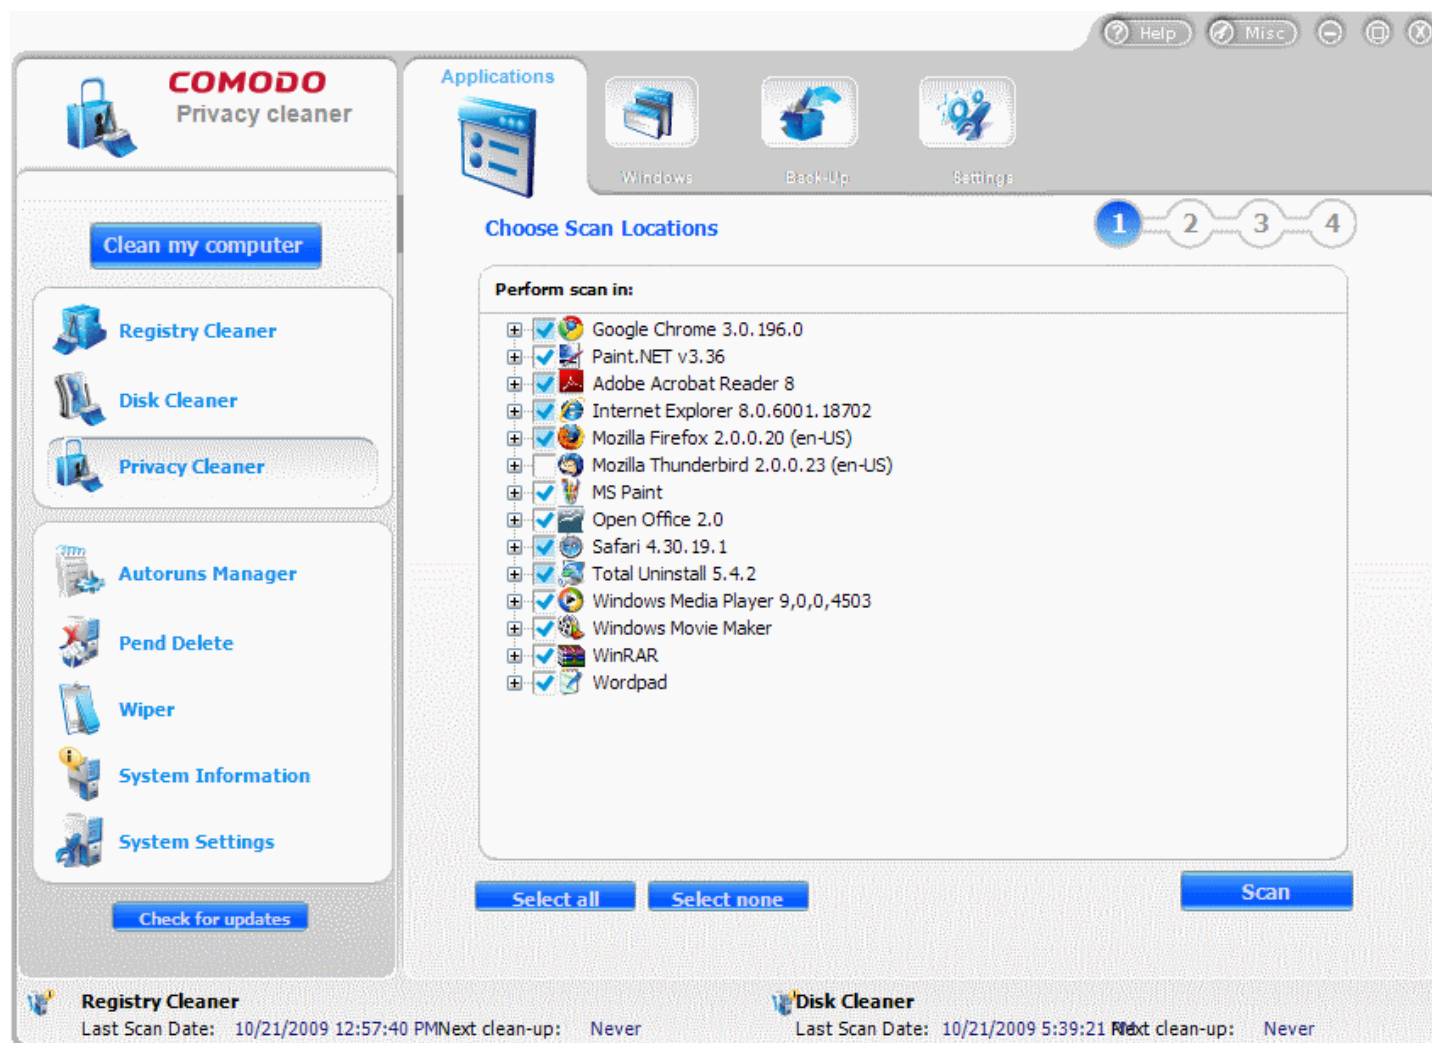 Help
Misc
COMODO
Privacy cleaner
Applications
Windows
Back-Up
Settings
Clean my computer
Registry Cleaner
Disk Cleaner
Privacy Cleaner
Autoruns Manager
Pend Delete
Wiper
System Information
System Settings
Check for updates
Choose Scan Locations
1 2 3 4
Perform scan in:
Google Chrome 3.0.196.0
Paint.NET v3.36
Adobe Acrobat Reader 8
Internet Explorer 8.0.6001.18702
Mozilla Firefox 2.0.0.20 (en-US)
Mozilla Thunderbird 2.0.0.23 (en-US)
MS Paint
Open Office 2.0
Safari 4.30.19.1
Total Uninstall 5.4.2
Windows Media Player 9,0,0,4503
Windows Movie Maker
WinRAR
Wordpad
Select all
Select none
Scan
Registry Cleaner
Last Scan Date: 10/21/2009 12:57:40 PM Next clean-up: Never
Disk Cleaner
Last Scan Date: 10/21/2009 5:39:21 PM Next clean-up: Never